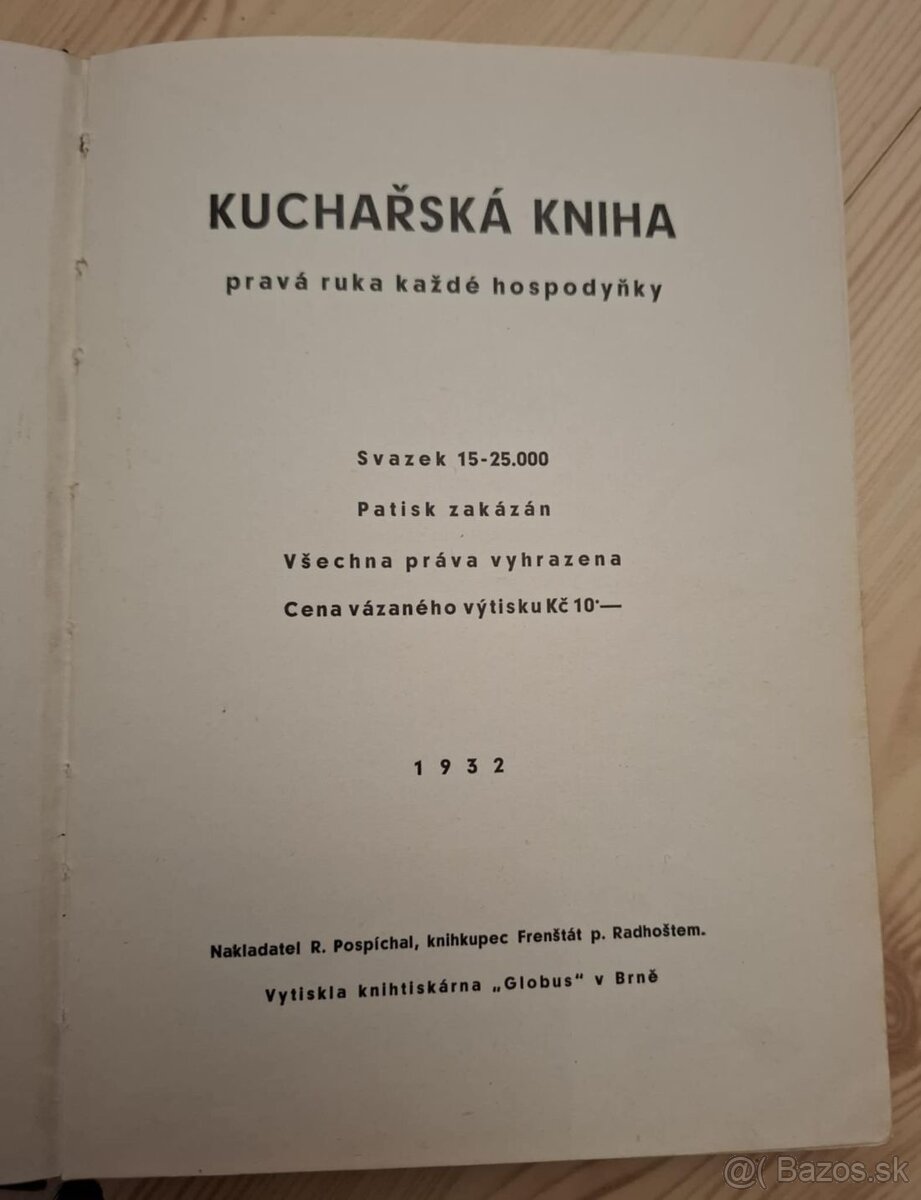 KUCHAŘSKÁ KNIHA
pravá ruka každé hospodyňky
Svazek 15-25.000
Patisk zakázán
Všechna práva vyhrazena
Cena vázaného výtisku Kč 10·—
1932
Nakladatel R. Pospíchal, knihkupec Frenštát p. Radhoštem.
Vytiskla knihtiskárna „Globus“ v Brně
@( Bazos.sk